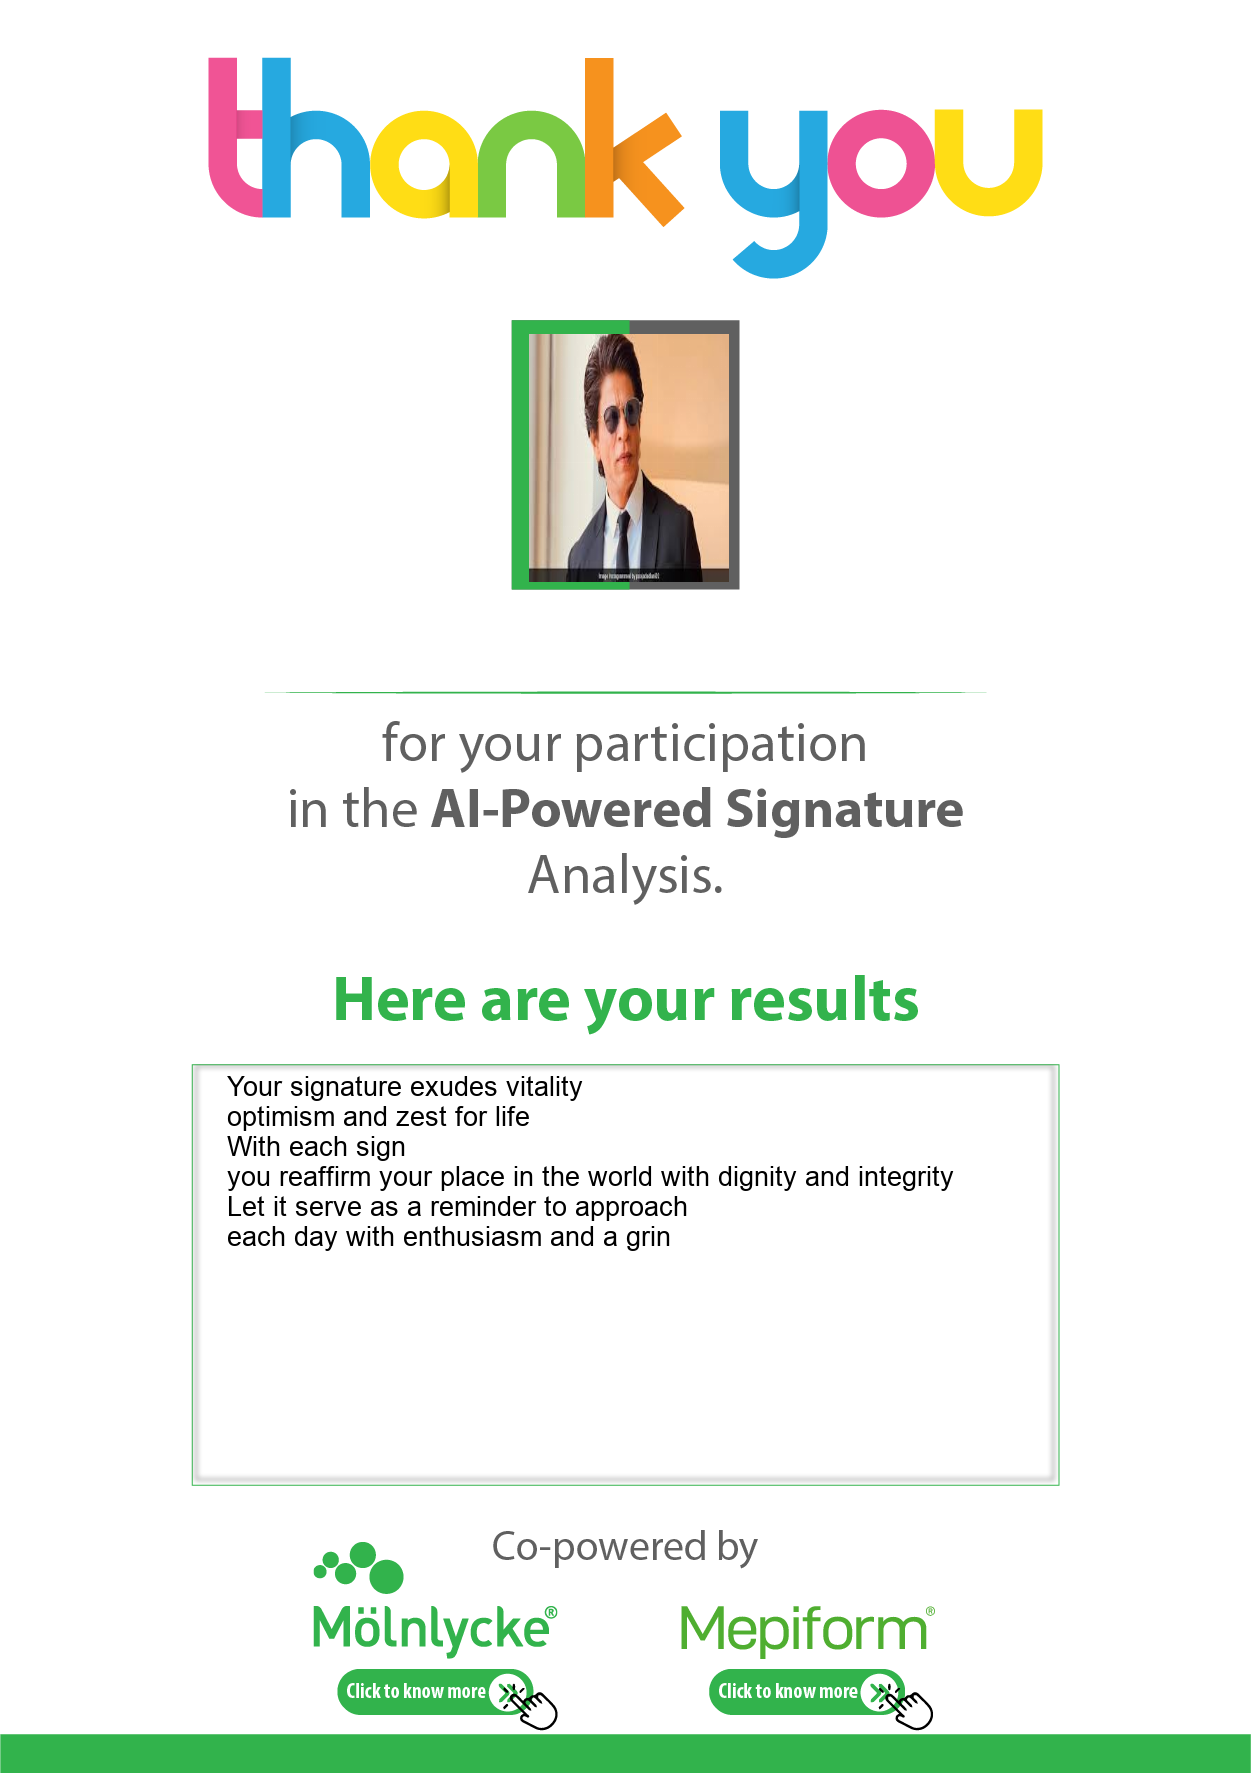 thank you
for your participation
in the AI-Powered Signature
Analysis.
Here are your results
Your signature exudes vitality
optimism and zest for life
With each sign
you reaffirm your place in the world with dignity and integrity
Let it serve as a reminder to approach
each day with enthusiasm and a grin
Co-powered by
Mölnlycke®
Mepiform®
Click to know more
Click to know more